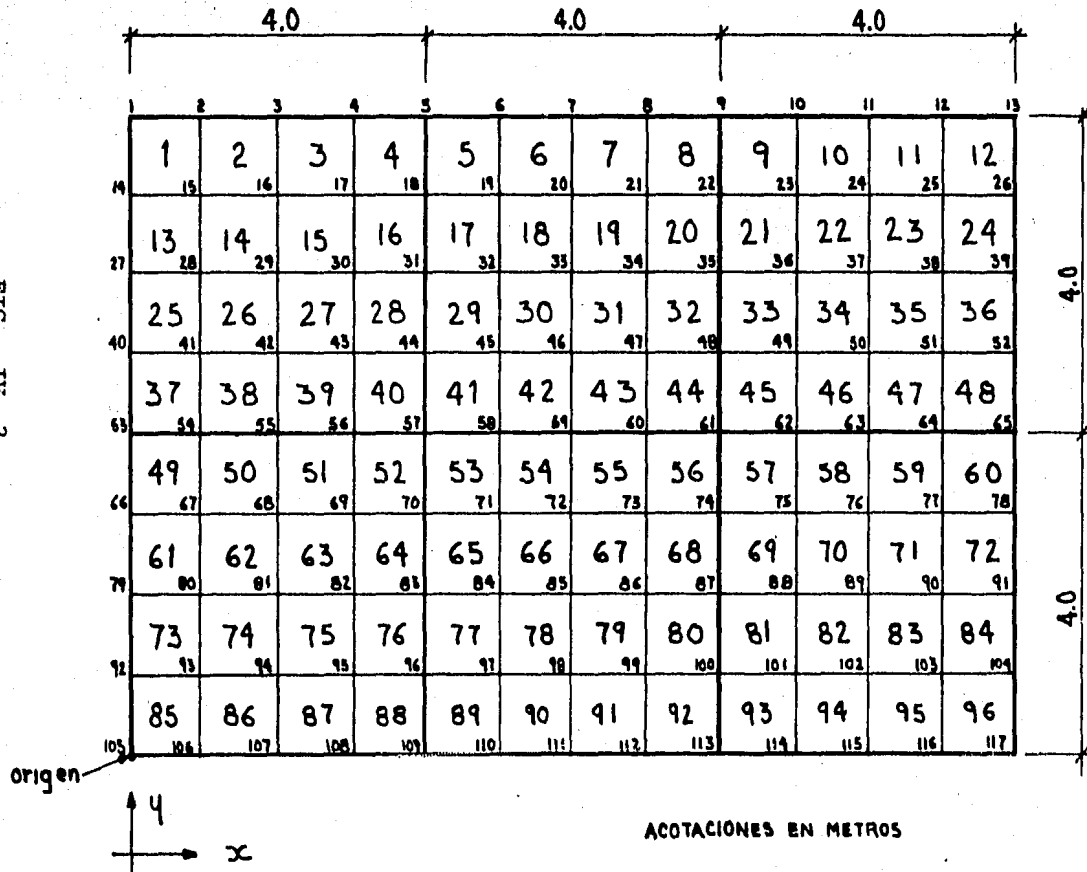 4.0 4.0 4.0
1 2 3 4 5 6 7 8 9 10 11 12 13
1 2 3 4 5 6 7 8 9 10 11 12
14 15 16 17 18 19 20 21 22 23 24 25 26
13 14 15 16 17 18 19 20 21 22 23 24
27 28 29 30 31 32 33 34 35 36 37 38 39
4.0
25 26 27 28 29 30 31 32 33 34 35 36
40 41 42 43 44 45 46 47 48 49 50 51 52
37 38 39 40 41 42 43 44 45 46 47 48
53 54 55 56 57 58 59 60 61 62 63 64 65
49 50 51 52 53 54 55 56 57 58 59 60
66 67 68 69 70 71 72 73 74 75 76 77 78
61 62 63 64 65 66 67 68 69 70 71 72
79 80 81 82 83 84 85 86 87 88 89 90 91
4.0
73 74 75 76 77 78 79 80 81 82 83 84
92 93 94 95 96 97 98 99 100 101 102 103 104
85 86 87 88 89 90 91 92 93 94 95 96
105 106 107 108 109 110 111 112 113 114 115 116 117
origen
y
x
ACOTACIONES EN METROS